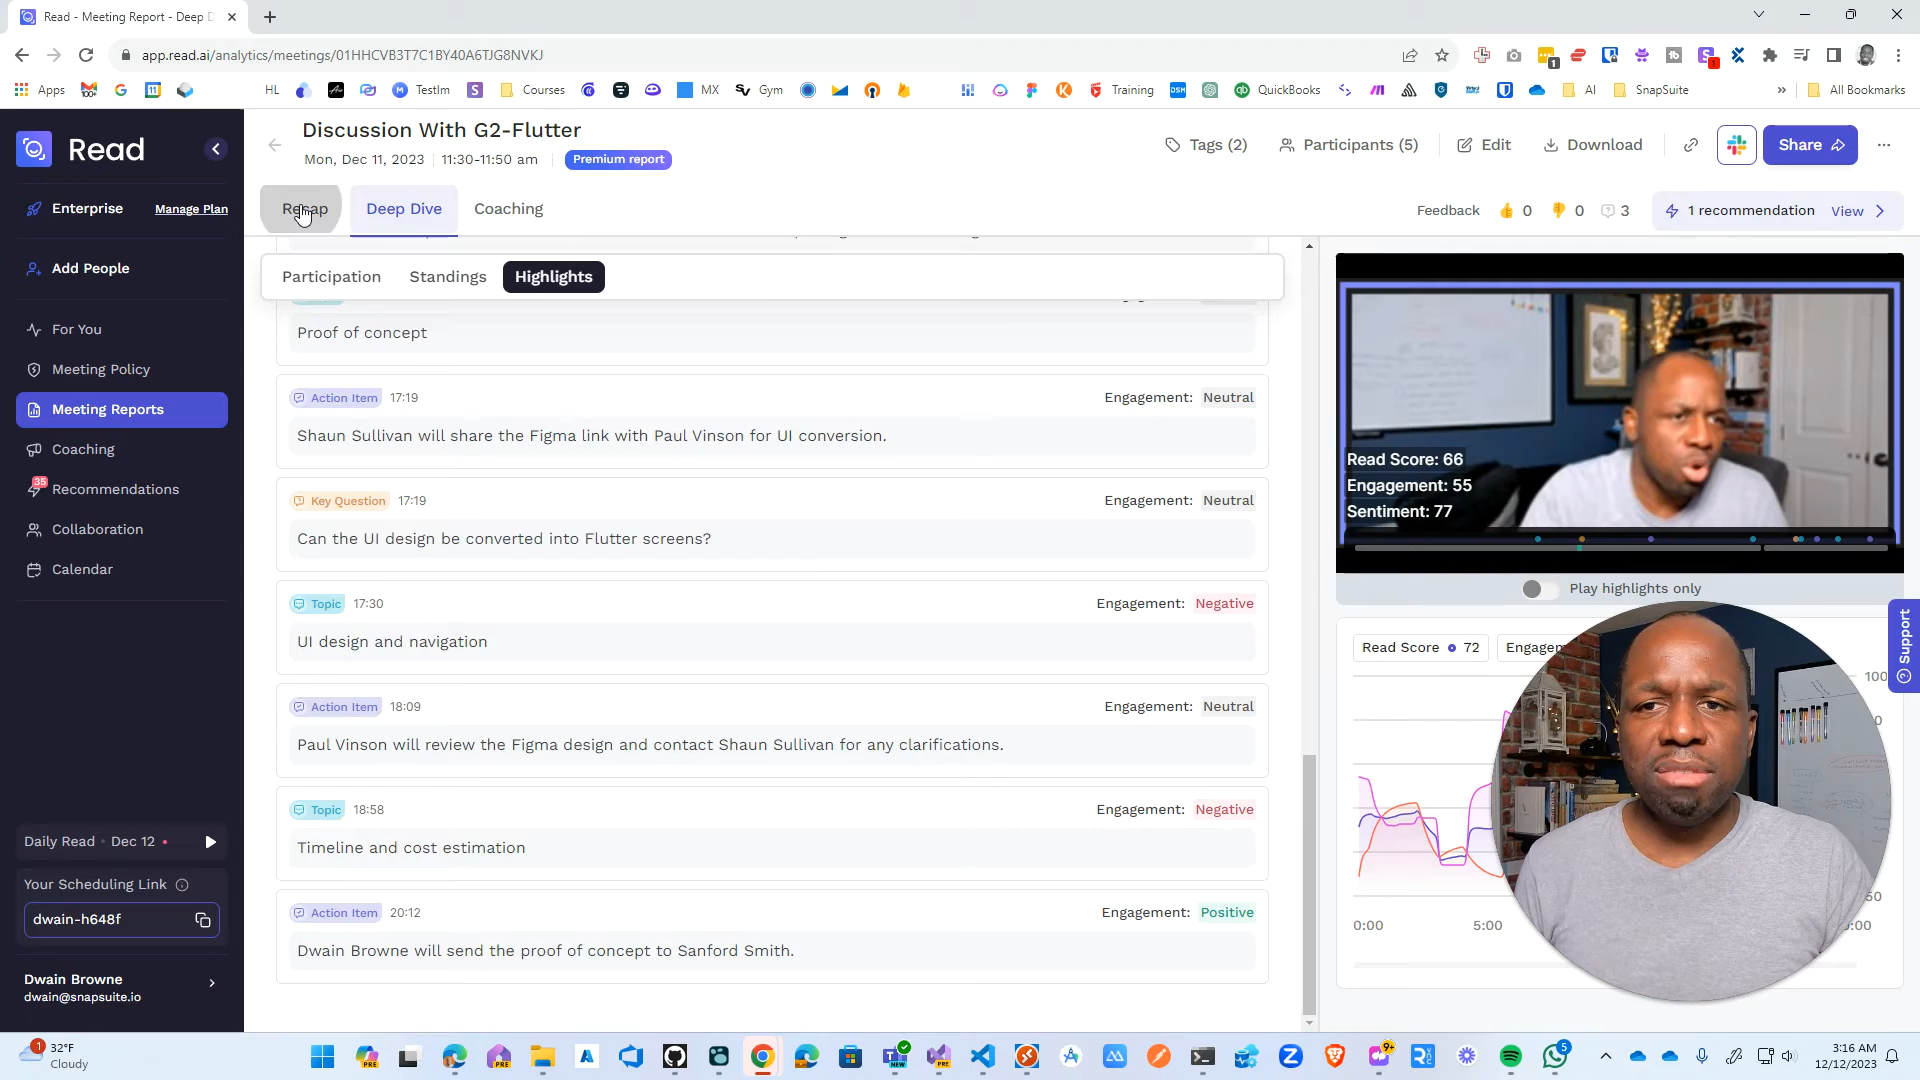 Read - Meeting Report - Deep D
app.read.ai/analytics/meetings/01HHCVB3T7C1BY40A6TJG8NVKJ
Apps
HL
TestIm
Courses
MX
Gym
Training
QuickBooks
AI
SnapSuite
»
All Bookmarks
Read
Discussion With G2-Flutter
Mon, Dec 11, 2023
11:30-11:50 am
Premium report
Tags (2)
Participants (5)
Edit
Download
Share
Enterprise
Manage Plan
Recap
Deep Dive
Coaching
Feedback
0
0
3
1 recommendation
View
Add People
Participation
Standings
Highlights
For You
Meeting Policy
Meeting Reports
Coaching
35
Recommendations
Collaboration
Calendar
Proof of concept
Action Item
17:19
Engagement: Neutral
Shaun Sullivan will share the Figma link with Paul Vinson for UI conversion.
Key Question
17:19
Engagement: Neutral
Can the UI design be converted into Flutter screens?
Topic
17:30
Engagement: Negative
UI design and navigation
Action Item
18:09
Engagement: Neutral
Paul Vinson will review the Figma design and contact Shaun Sullivan for any clarifications.
Topic
18:58
Engagement: Negative
Timeline and cost estimation
Action Item
20:12
Engagement: Positive
Dwain Browne will send the proof of concept to Sanford Smith.
Read Score: 66
Engagement: 55
Sentiment: 77
Play highlights only
Read Score
72
Engagem
100
0:00
5:00
Support
Daily Read
Dec 12
Your Scheduling Link
dwain-h648f
Dwain Browne
dwain@snapsuite.io
1
32°F
Cloudy
PRE
PRE
NEW
PRE
9+
5
3:16 AM
12/12/2023